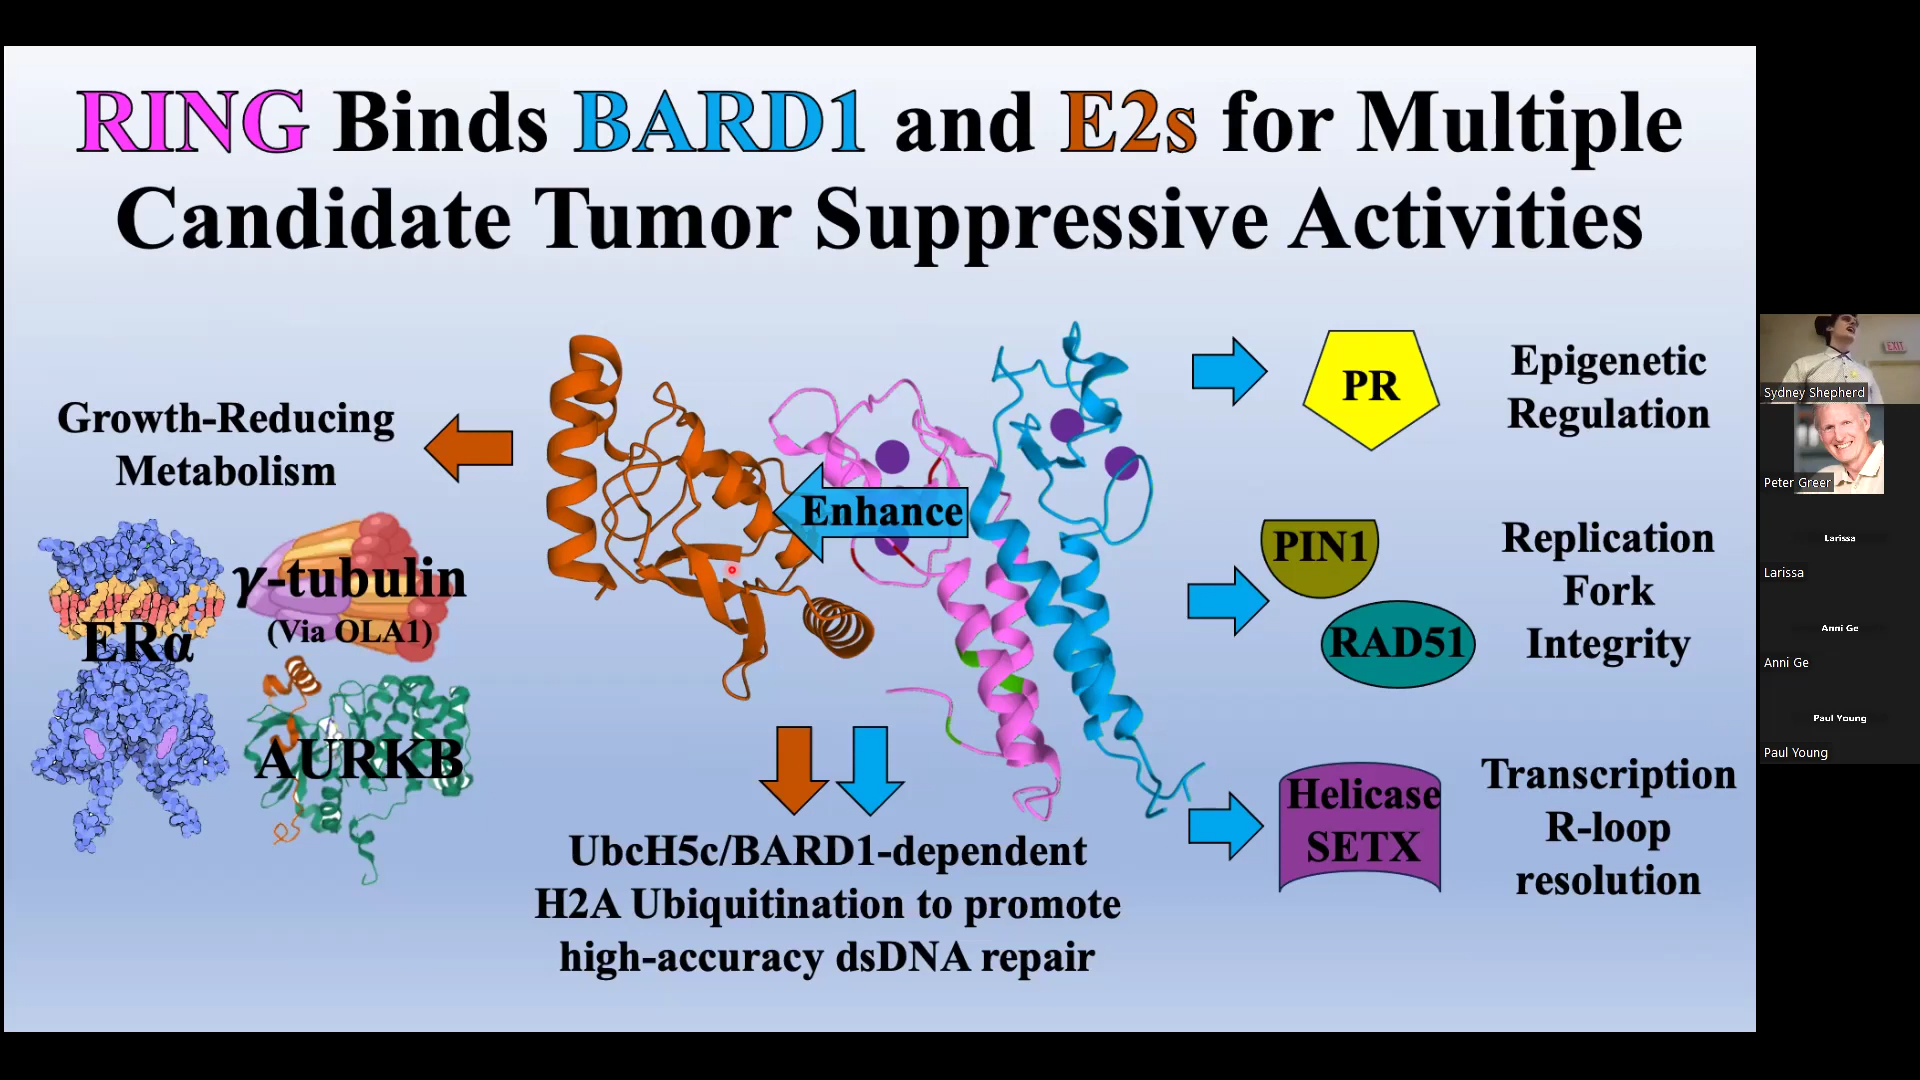 RING Binds BARD1 and E2s for Multiple
Candidate Tumor Suppressive Activities
Growth-Reducing
Metabolism
γ-tubulin
(Via OLA1)
ERα
AURKB
Enhance
UbcH5c/BARD1-dependent
H2A Ubiquitination to promote
high-accuracy dsDNA repair
PR
Epigenetic
Regulation
PIN1
RAD51
Replication
Fork
Integrity
Helicase
SETX
Transcription
R-loop
resolution
EXIT
Sydney Shepherd
Peter Greer
Larissa
Larissa
Anni Ge
Anni Ge
Paul Young
Paul Young